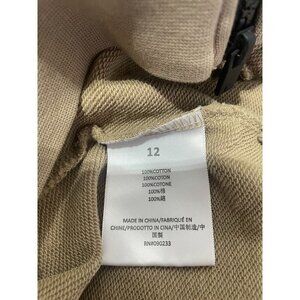 12
100%COTTON
100%COTON
100%COTONE
100%棉
100%綿
MADE IN CHINA/FABRIQUÉ EN
CHINE/PRODOTTO IN CINA/中国制造/中
国製
RN#090233